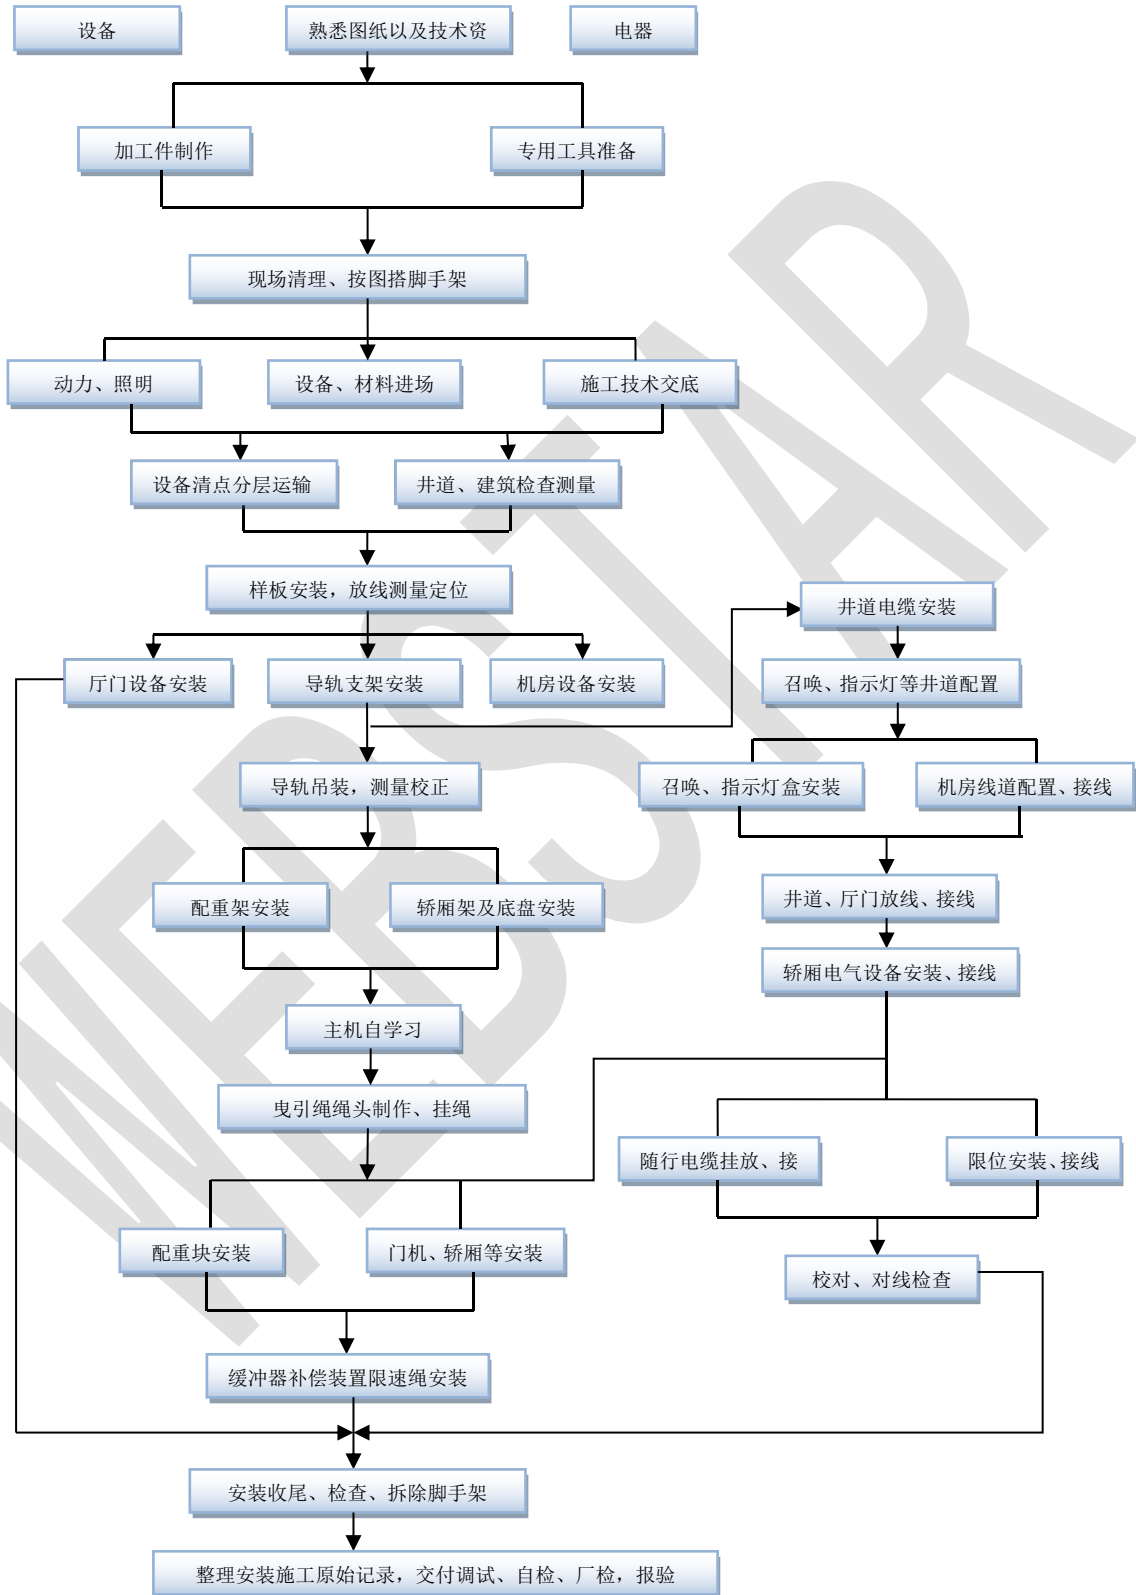 设备
熟悉图纸以及技术资
电器
加工件制作
专用工具准备
现场清理、按图搭脚手架
动力、照明
设备、材料进场
施工技术交底
设备清点分层运输
井道、建筑检查测量
样板安装，放线测量定位
井道电缆安装
厅门设备安装
导轨支架安装
机房设备安装
召唤、指示灯等井道配置
导轨吊装，测量校正
召唤、指示灯盒安装
机房线道配置、接线
配重架安装
轿厢架及底盘安装
井道、厅门放线、接线
轿厢电气设备安装、接线
主机自学习
曳引绳绳头制作、挂绳
随行电缆挂放、接
限位安装、接线
配重块安装
门机、轿厢等安装
校对、对线检查
缓冲器补偿装置限速绳安装
安装收尾、检查、拆除脚手架
整理安装施工原始记录，交付调试、自检、厂检，报验
WEBSTAR